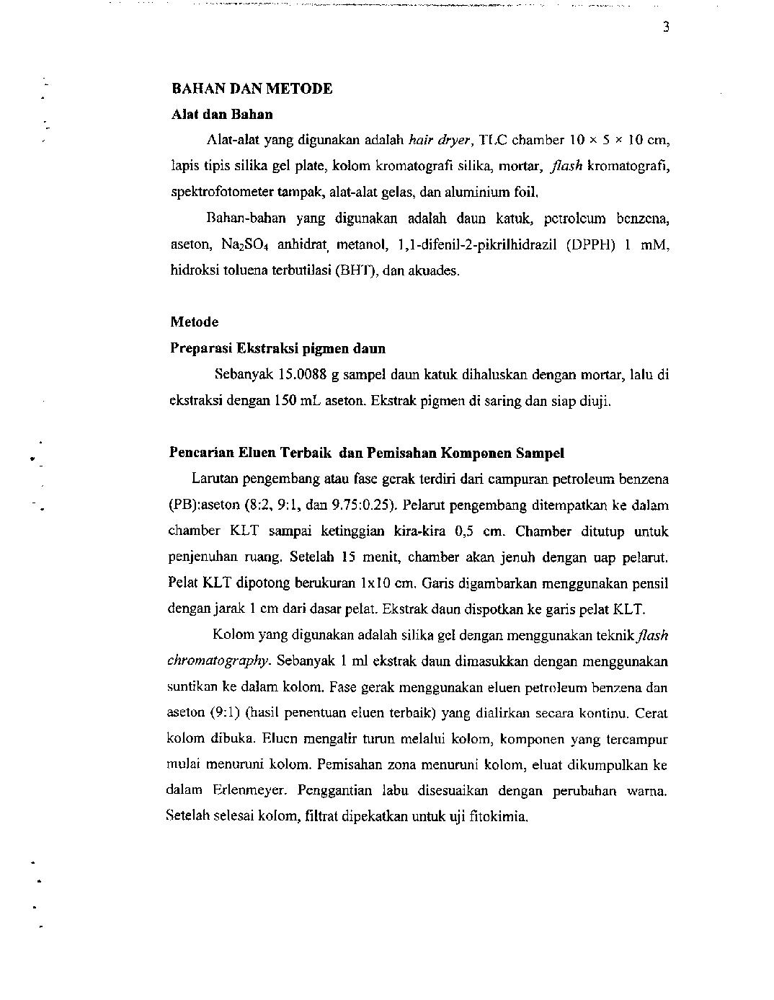 3
BAHAN DAN METODE
Alat dan Bahan
Alat-alat yang digunakan adalah hair dryer, TLC chamber 10 × 5 × 10 cm,
lapis tipis silika gel plate, kolom kromatografi silika, mortar, flash kromatografi,
spektrofotometer tampak, alat-alat gelas, dan aluminium foil.
Bahan-bahan yang digunakan adalah daun katuk, petroleum benzena,
aseton, Na₂SO₄ anhidrat, metanol, 1,1-difenil-2-pikrilhidrazil (DPPH) 1 mM,
hidroksi toluena terbutilasi (BHT), dan akuades.
Metode
Preparasi Ekstraksi pigmen daun
Sebanyak 15.0088 g sampel daun katuk dihaluskan dengan mortar, lalu di
ekstraksi dengan 150 mL aseton. Ekstrak pigmen di saring dan siap diuji.
Pencarian Eluen Terbaik dan Pemisahan Komponen Sampel
Larutan pengembang atau fase gerak terdiri dari campuran petroleum benzena
(PB):aseton (8:2, 9:1, dan 9.75:0.25). Pelarut pengembang ditempatkan ke dalam
chamber KLT sampai ketinggian kira-kira 0,5 cm. Chamber ditutup untuk
penjenuhan ruang. Setelah 15 menit, chamber akan jenuh dengan uap pelarut.
Pelat KLT dipotong berukuran 1x10 cm. Garis digambarkan menggunakan pensil
dengan jarak 1 cm dari dasar pelat. Ekstrak daun dispotkan ke garis pelat KLT.
Kolom yang digunakan adalah silika gel dengan menggunakan teknik flash
chromatography. Sebanyak 1 ml ekstrak daun dimasukkan dengan menggunakan
suntikan ke dalam kolom. Fase gerak menggunakan eluen petroleum benzena dan
aseton (9:1) (hasil penentuan eluen terbaik) yang dialirkan secara kontinu. Cerat
kolom dibuka. Eluen mengalir turun melalui kolom, komponen yang tercampur
mulai menuruni kolom. Pemisahan zona menuruni kolom, eluat dikumpulkan ke
dalam Erlenmeyer. Penggantian labu disesuaikan dengan perubahan warna.
Setelah selesai kolom, filtrat dipekatkan untuk uji fitokimia.